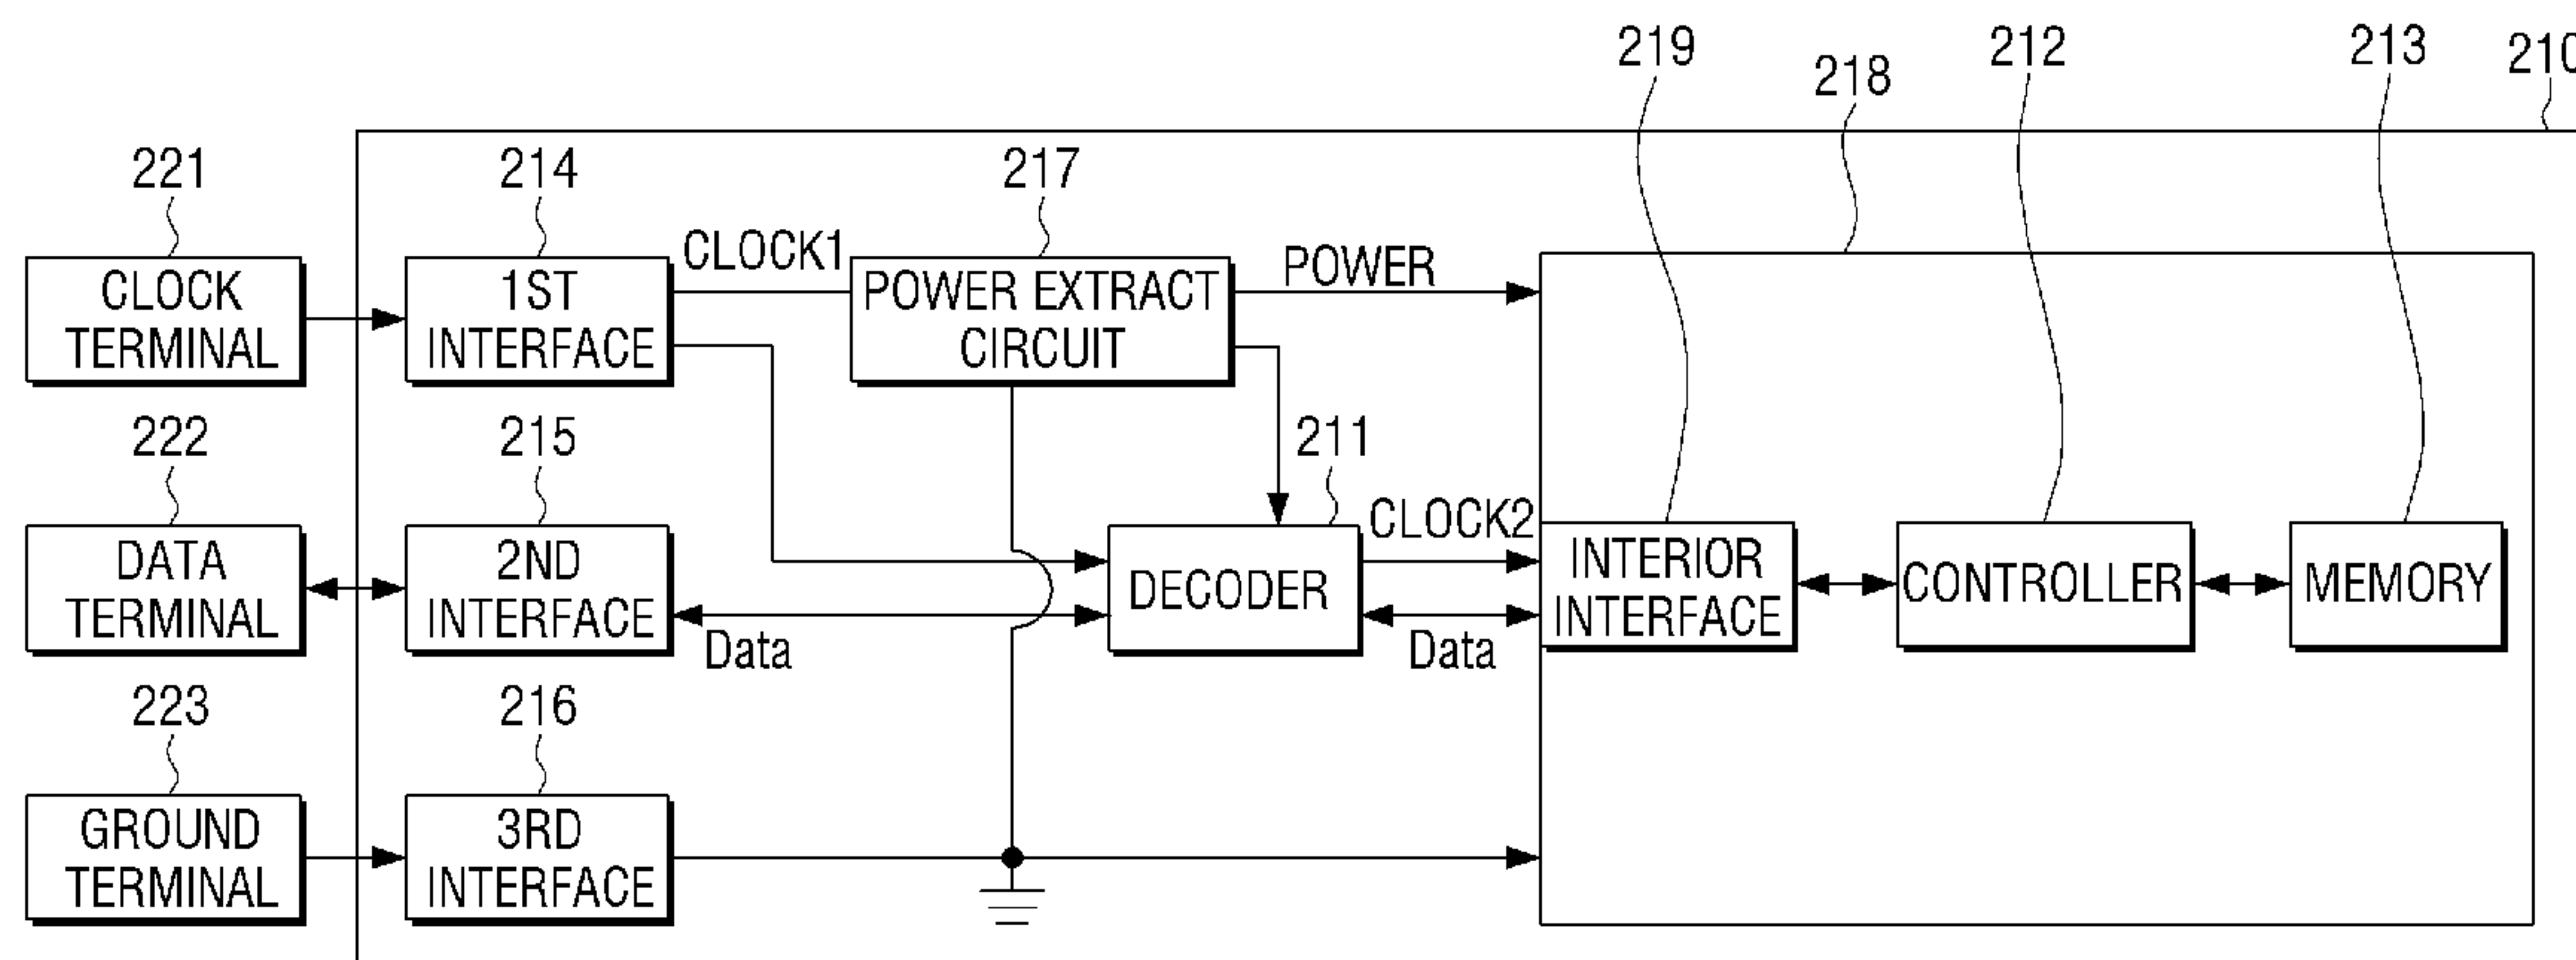 219
212
213
210
218
221
214
217
CLOCK1
POWER
CLOCK
TERMINAL
1ST
INTERFACE
POWER EXTRACT
CIRCUIT
222
215
211
CLOCK2
DATA
TERMINAL
2ND
INTERFACE
DECODER
INTERIOR
INTERFACE
CONTROLLER
MEMORY
Data
Data
223
216
GROUND
TERMINAL
3RD
INTERFACE